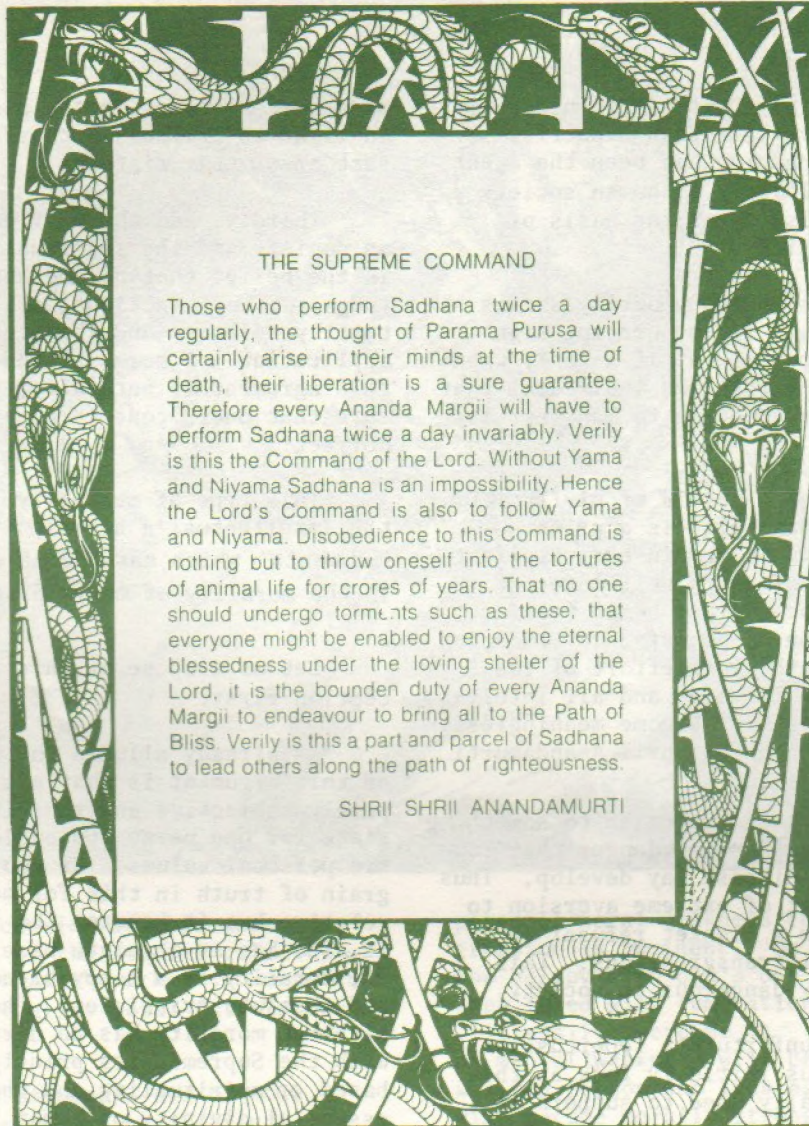 THE SUPREME COMMAND
Those who perform Sadhana twice a day
regularly, the thought of Parama Purusa will
certainly arise in their minds at the time of
death, their liberation is a sure guarantee.
Therefore every Ananda Margii will have to
perform Sadhana twice a day invariably. Verily
is this the Command of the Lord. Without Yama
and Niyama Sadhana is an impossibility. Hence
the Lord's Command is also to follow Yama
and Niyama. Disobedience to this Command is
nothing but to throw oneself into the tortures
of animal life for crores of years. That no one
should undergo torments such as these, that
everyone might be enabled to enjoy the eternal
blessedness under the loving shelter of the
Lord, it is the bounden duty of every Ananda
Margii to endeavour to bring all to the Path of
Bliss. Verily is this a part and parcel of Sadhana
to lead others along the path of righteousness.
SHRII SHRII ANANDAMURTI